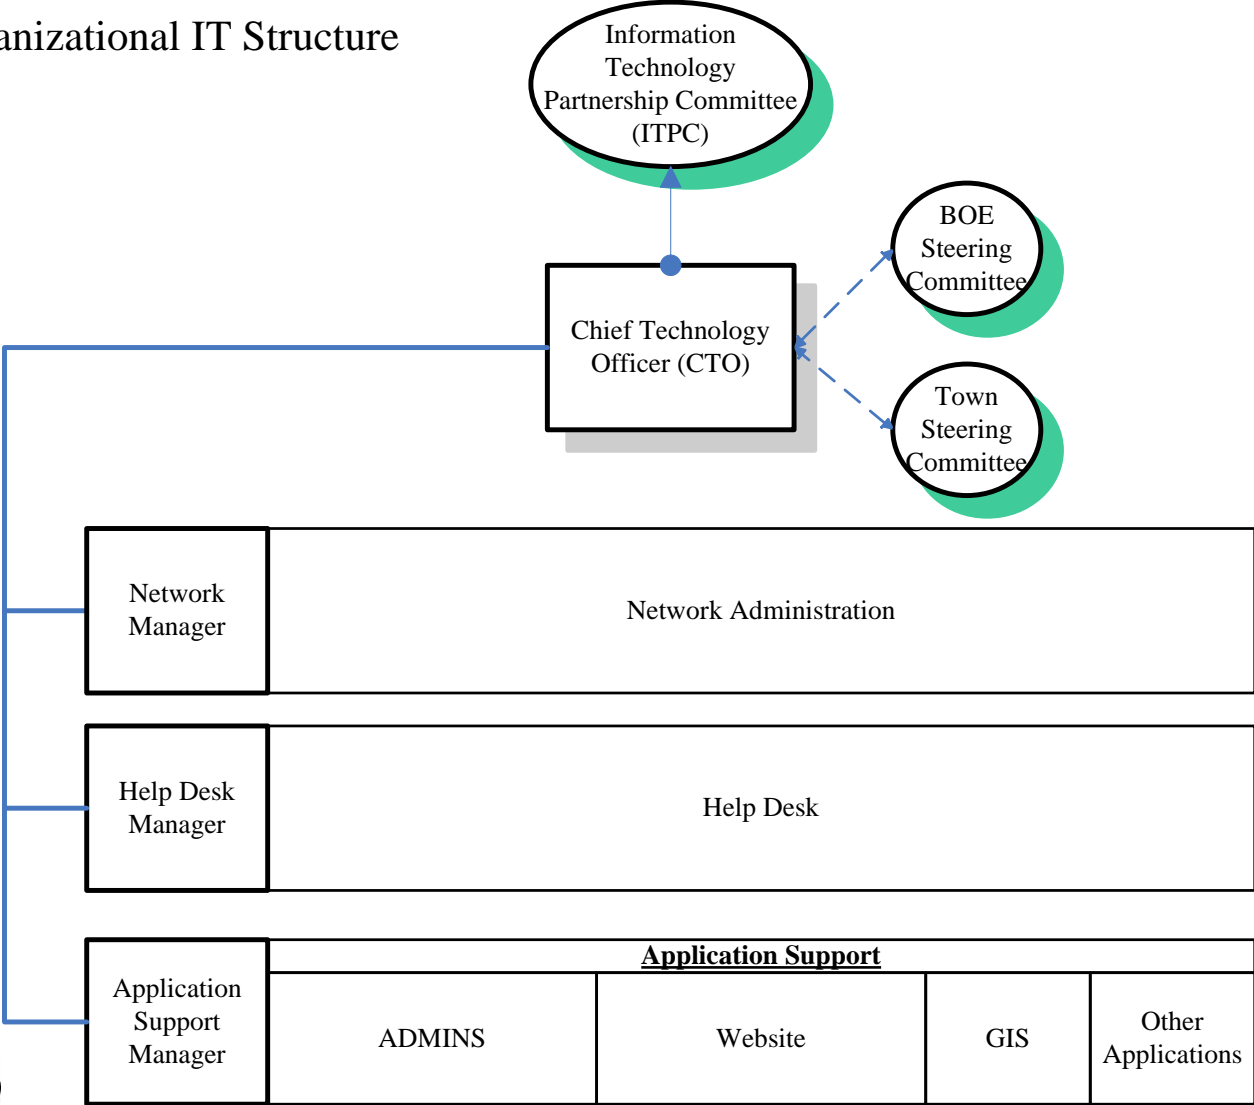 anizational IT Structure
Information
Technology
Partnership Committee
(ITPC)
BOE
Steering
Committee
Chief Technology
Officer (CTO)
Town
Steering
Committee
Network
Manager
Network Administration
Help Desk
Manager
Help Desk
Application
Support
Manager
Application Support
ADMINS
Website
GIS
Other
Applications
)